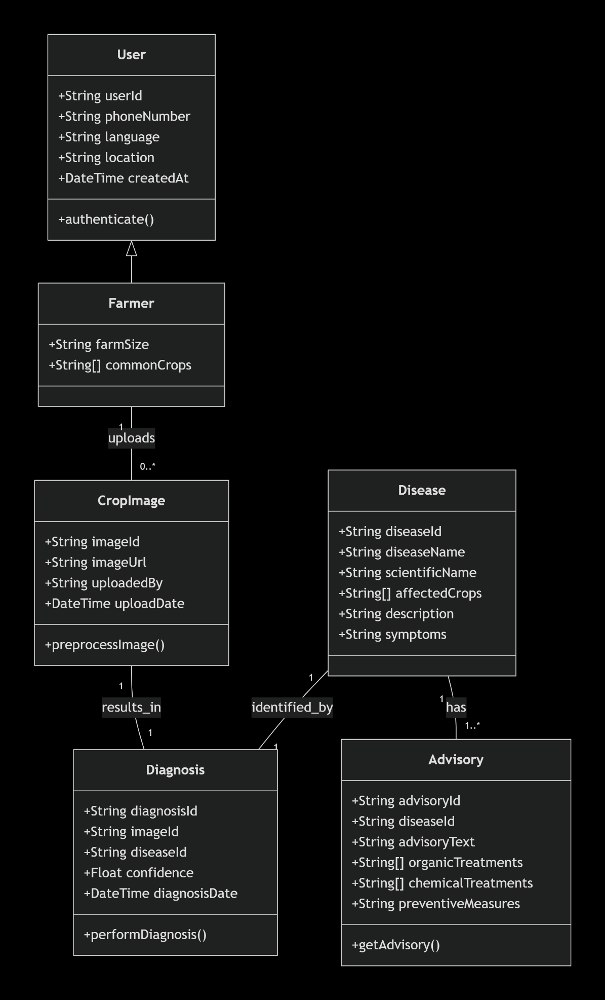 User
+String userId
+String phoneNumber
+String language
+String location
+DateTime createdAt
+authenticate()
Farmer
+String farmSize
+String[] commonCrops
1
uploads
0..*
CropImage
+String imageId
+String imageUrl
+String uploadedBy
+DateTime uploadDate
+preprocessImage()
Disease
+String diseaseId
+String diseaseName
+String scientificName
+String[] affectedCrops
+String description
+String symptoms
1
results_in
1
1
identified_by
1
1
has
1..*
Diagnosis
+String diagnosisId
+String imageId
+String diseaseId
+Float confidence
+DateTime diagnosisDate
+performDiagnosis()
Advisory
+String advisoryId
+String diseaseId
+String advisoryText
+String[] organicTreatments
+String[] chemicalTreatments
+String preventiveMeasures
+getAdvisory()